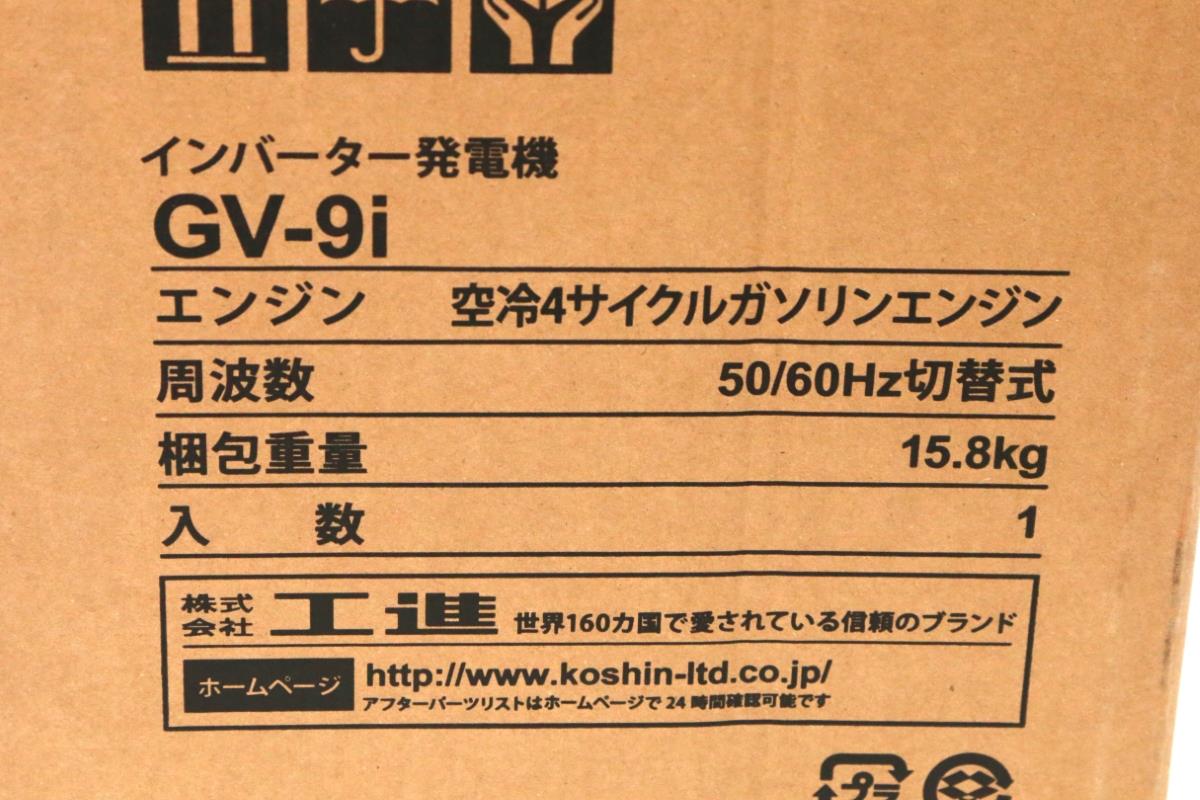 インバーター発電機
GV-9i
エンジン 空冷4サイクルガソリンエンジン
周波数 50/60Hz切替式
梱包重量 15.8kg
入数 1
株式会社 工進 世界160カ国で愛されている信頼のブランド
ホームページ http://www.koshin-ltd.co.jp/
アフターパーツリストはホームページで24時間確認可能です
プラ